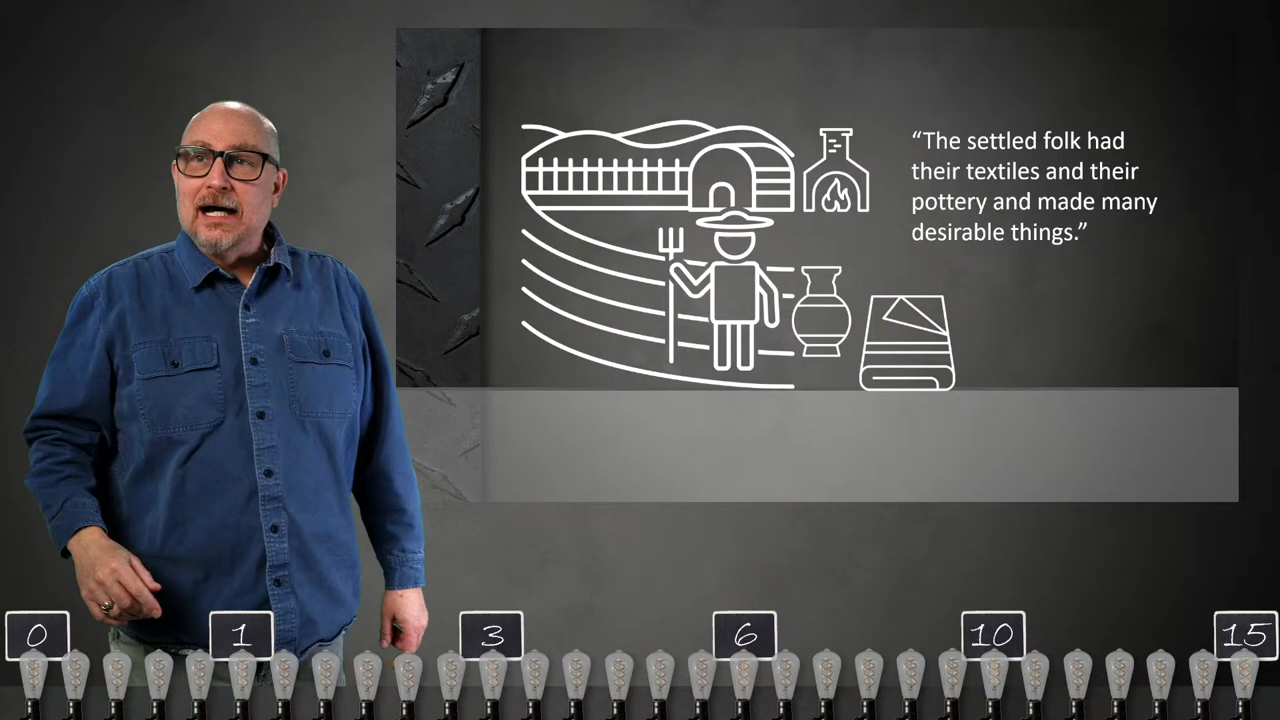 “The settled folk had
their textiles and their
pottery and made many
desirable things.”
0 1 3 6 10 15